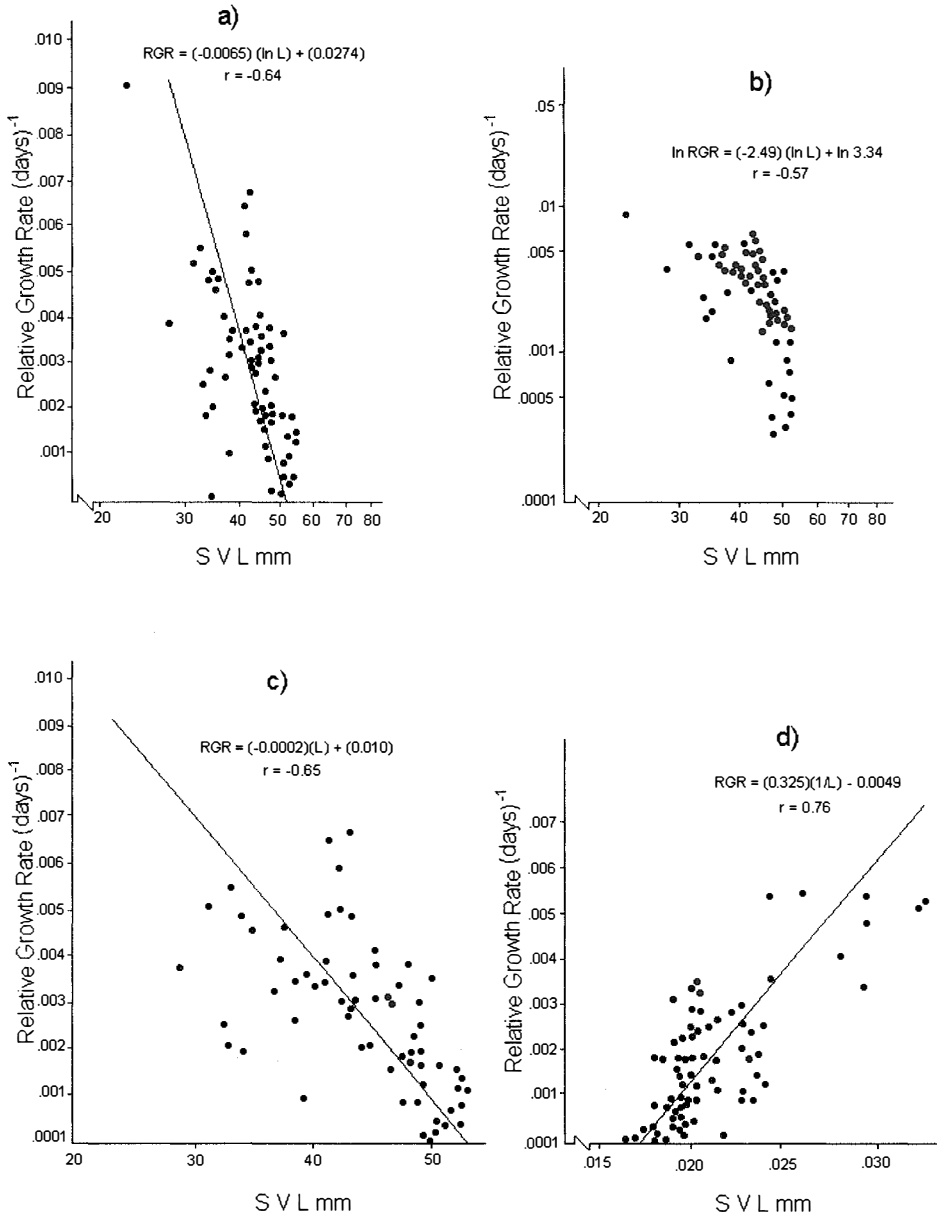 a)
RGR = (-0.0065) (ln L) + (0.0274)
r = -0.64
Relative Growth Rate (days)⁻¹
.010
.009
.008
.007
.006
.005
.004
.003
.002
.001
20 30 40 50 60 70 80
S V L mm
b)
ln RGR = (-2.49) (ln L) + ln 3.34
r = -0.57
Relative Growth Rate (days)⁻¹
.05
.01
.005
.001
.0005
.0001
20 30 40 50 60 70 80
S V L mm
c)
RGR = (-0.0002)(L) + (0.010)
r = -0.65
Relative Growth Rate (days)⁻¹
.010
.009
.008
.007
.006
.005
.004
.003
.002
.001
.0001
20 30 40 50
S V L mm
d)
RGR = (0.325)(1/L) - 0.0049
r = 0.76
Relative Growth Rate (days)⁻¹
.007
.006
.005
.004
.003
.002
.001
.0001
.015 .020 .025 .030
S V L mm